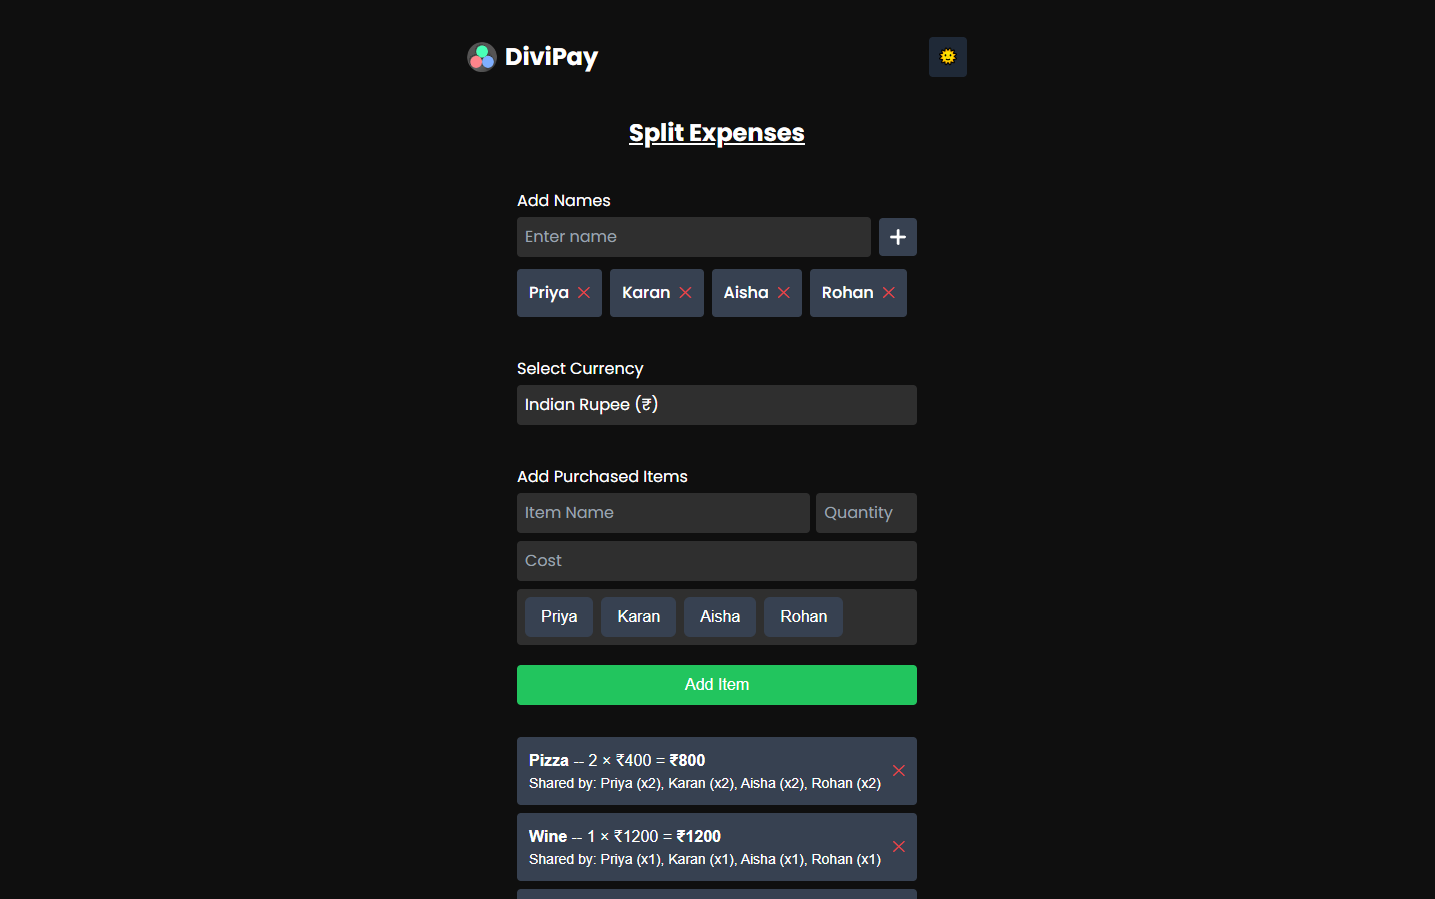 DiviPay
Split Expenses
Add Names
Enter name
Priya Karan Aisha Rohan
Select Currency
Indian Rupee (₹)
Add Purchased Items
Item Name Quantity
Cost
Priya Karan Aisha Rohan
Add Item
Pizza -- 2 × ₹400 = ₹800
Shared by: Priya (x2), Karan (x2), Aisha (x2), Rohan (x2)
Wine -- 1 × ₹1200 = ₹1200
Shared by: Priya (x1), Karan (x1), Aisha (x1), Rohan (x1)